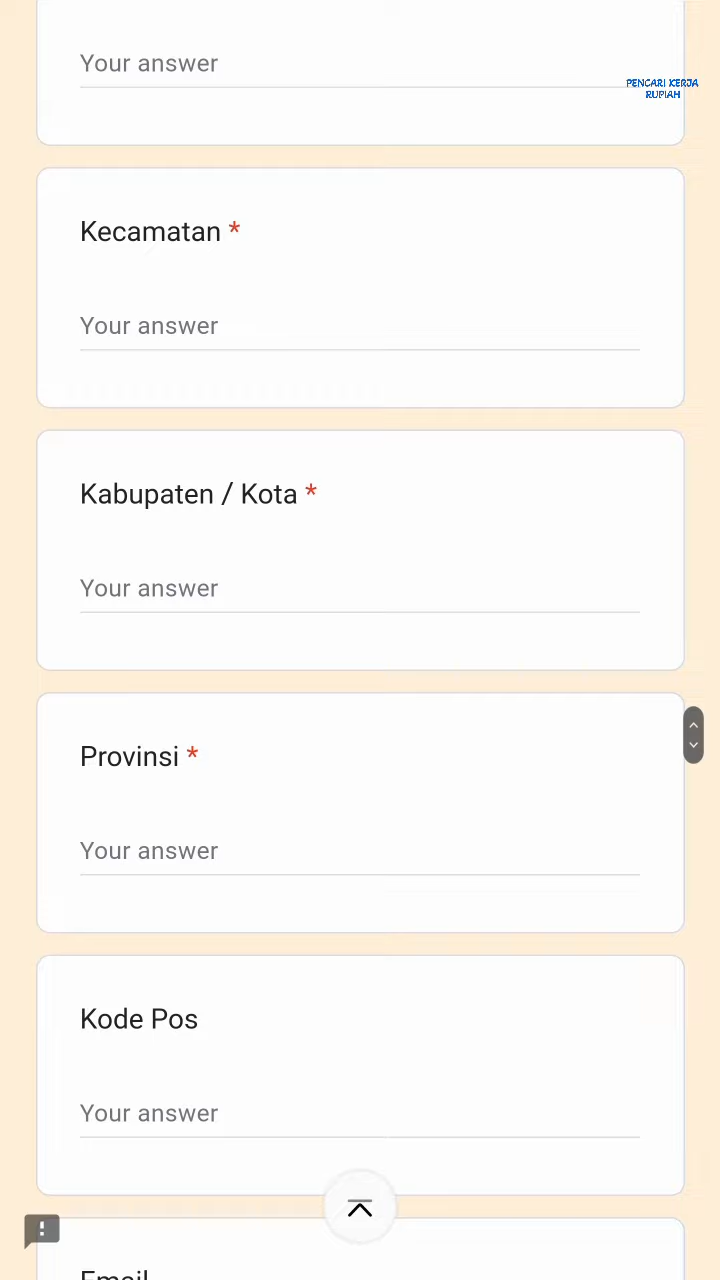 Your answer
PENCARI KERJA
RUPIAH
Kecamatan *
Your answer
Kabupaten / Kota *
Your answer
Provinsi *
Your answer
Kode Pos
Your answer
Email